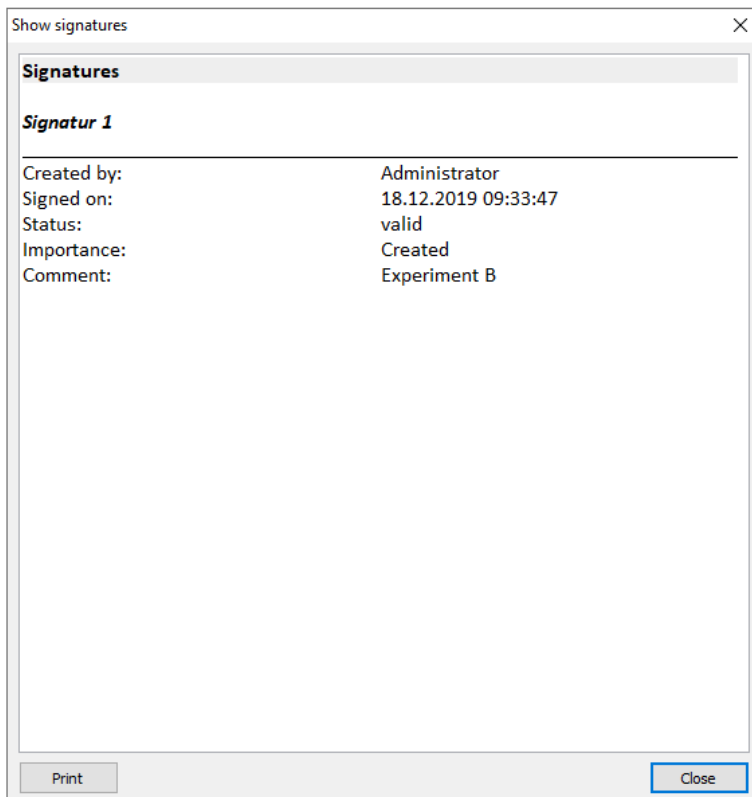 Show signatures
Signatures
Signatur 1
Created by: Administrator
Signed on: 18.12.2019 09:33:47
Status: valid
Importance: Created
Comment: Experiment B
Print Close